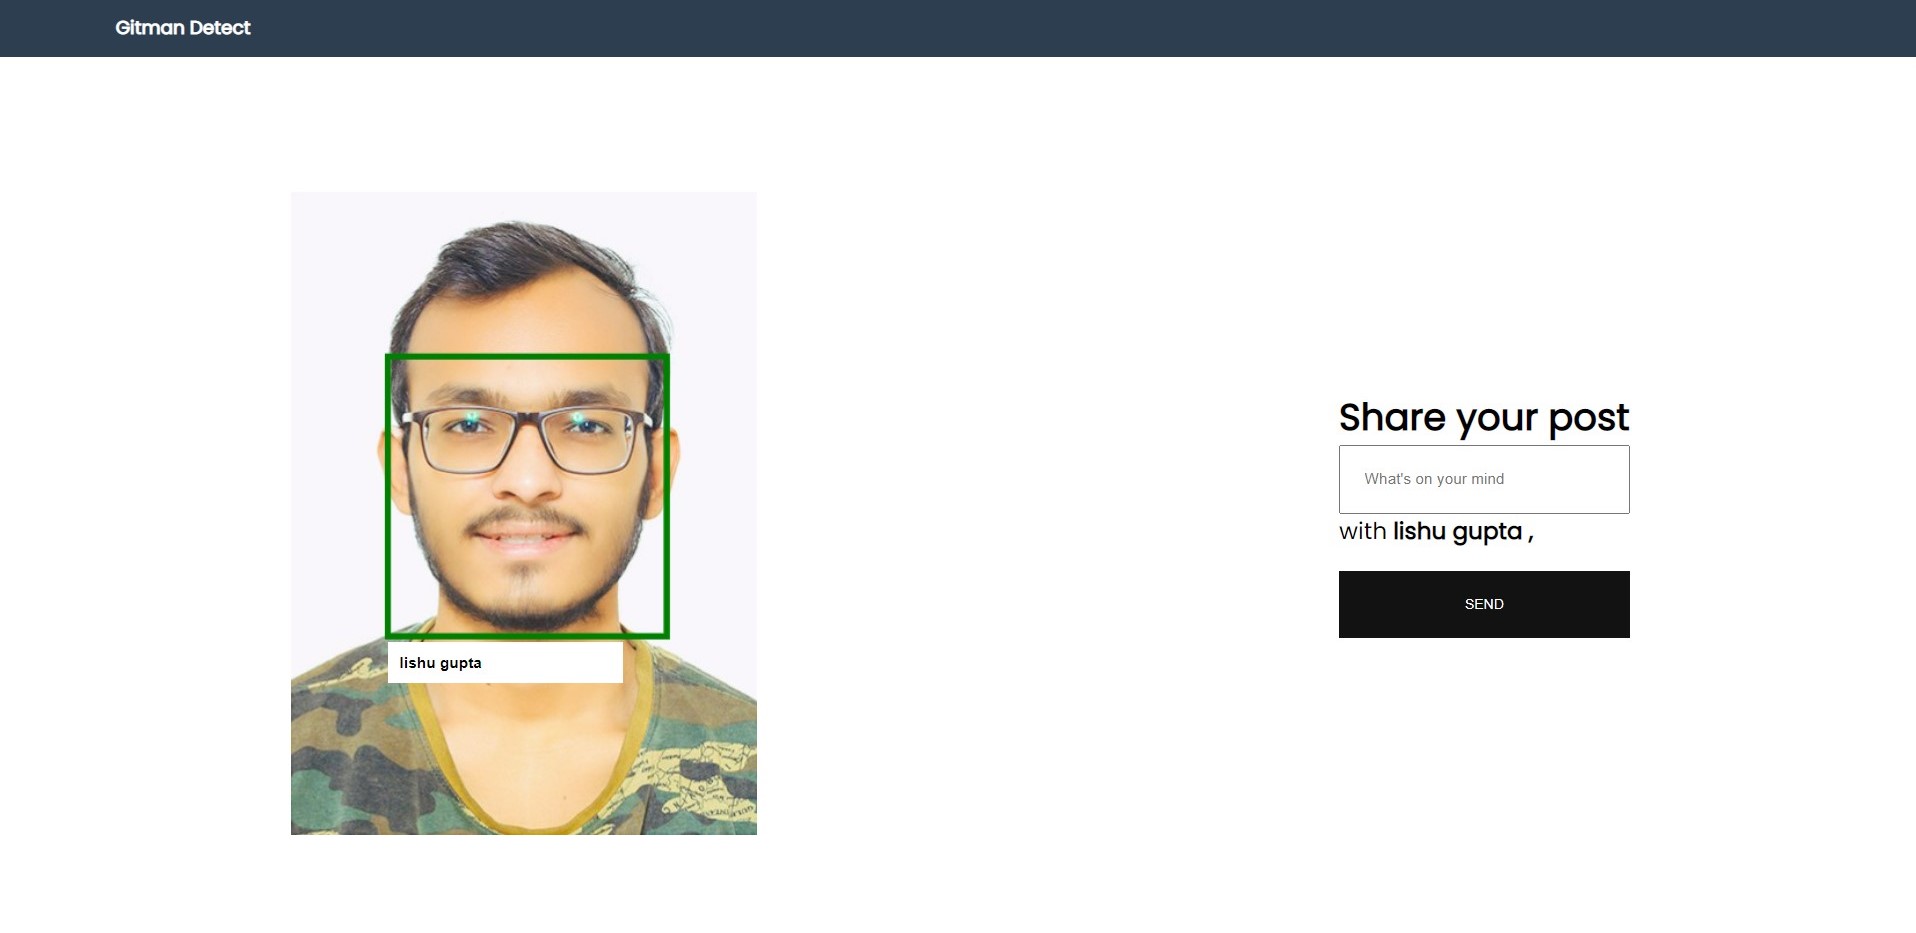 Gitman Detect
lishu gupta
Share your post
What's on your mind
with lishu gupta ,
SEND